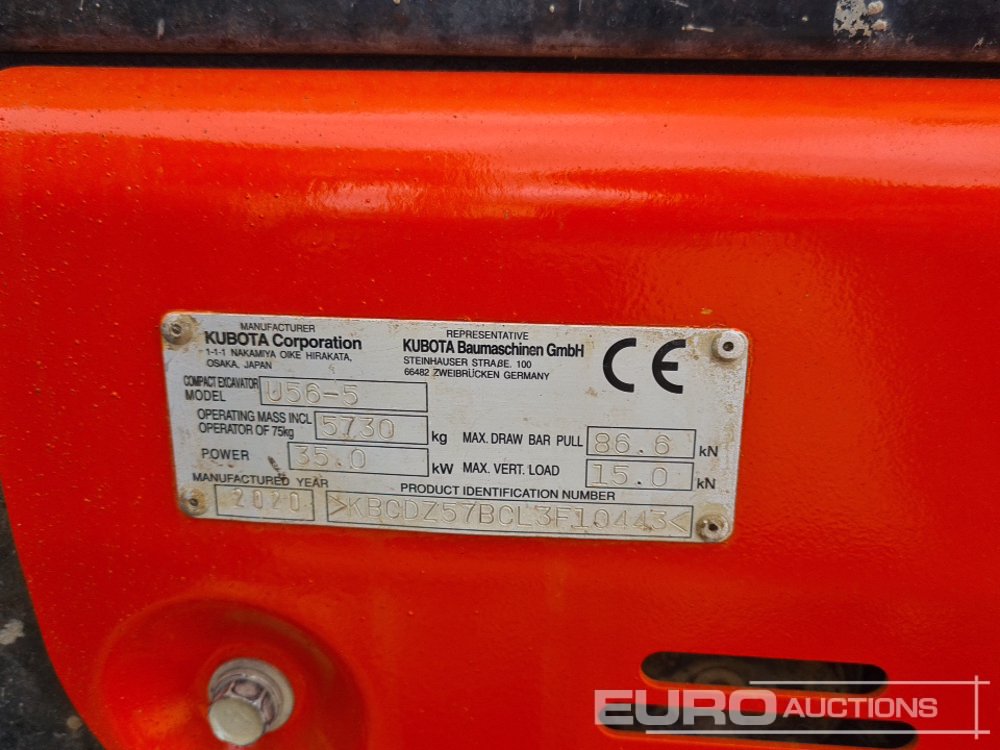 MANUFACTURER
KUBOTA Corporation
1-1-1 NAKAMIYA OIKE HIRAKATA,
OSAKA, JAPAN
REPRESENTATIVE
KUBOTA Baumaschinen GmbH
STEINHAUSER STRAßE. 100
66482 ZWEIBRÜCKEN GERMANY
CE
COMPACT EXCAVATOR
MODEL U56-5
OPERATING MASS INCL
OPERATOR OF 75kg 5730 kg
MAX. DRAW BAR PULL 86.6 kN
POWER 35.0 kW
MAX. VERT. LOAD 15.0 kN
MANUFACTURED YEAR
2020
PRODUCT IDENTIFICATION NUMBER
>KBCDZ57BCL3F10443<
EURO AUCTIONS